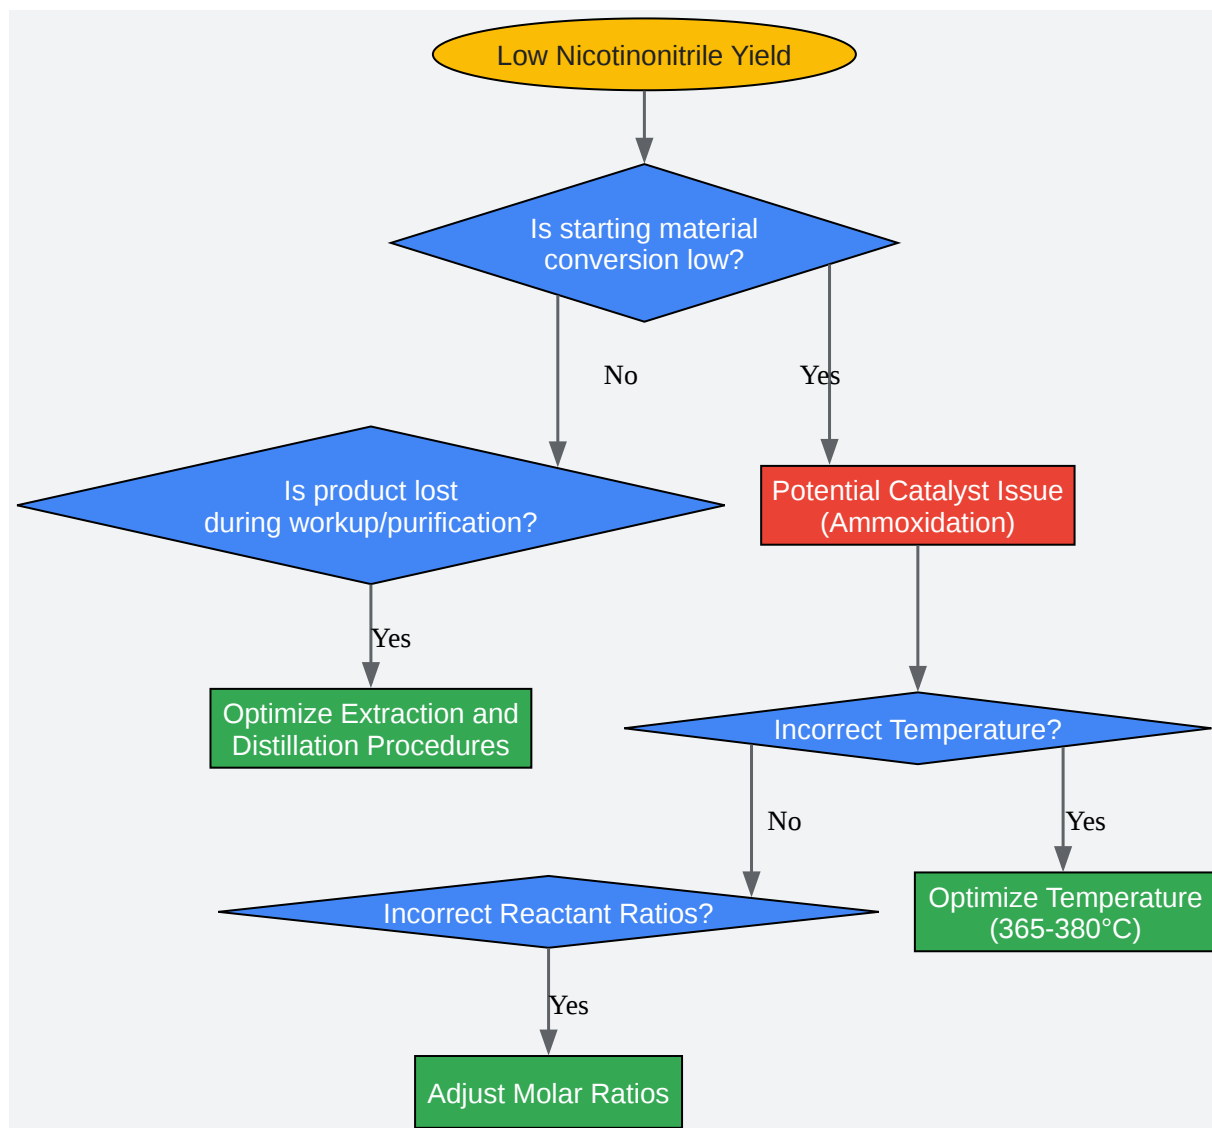 Low Nicotinonitrile Yield
Is starting material
conversion low?
No
Yes
Is product lost
during workup/purification?
Potential Catalyst Issue
(Ammoxidation)
Yes
Optimize Extraction and
Distillation Procedures
Incorrect Temperature?
No
Yes
Incorrect Reactant Ratios?
Optimize Temperature
(365-380°C)
Yes
Adjust Molar Ratios